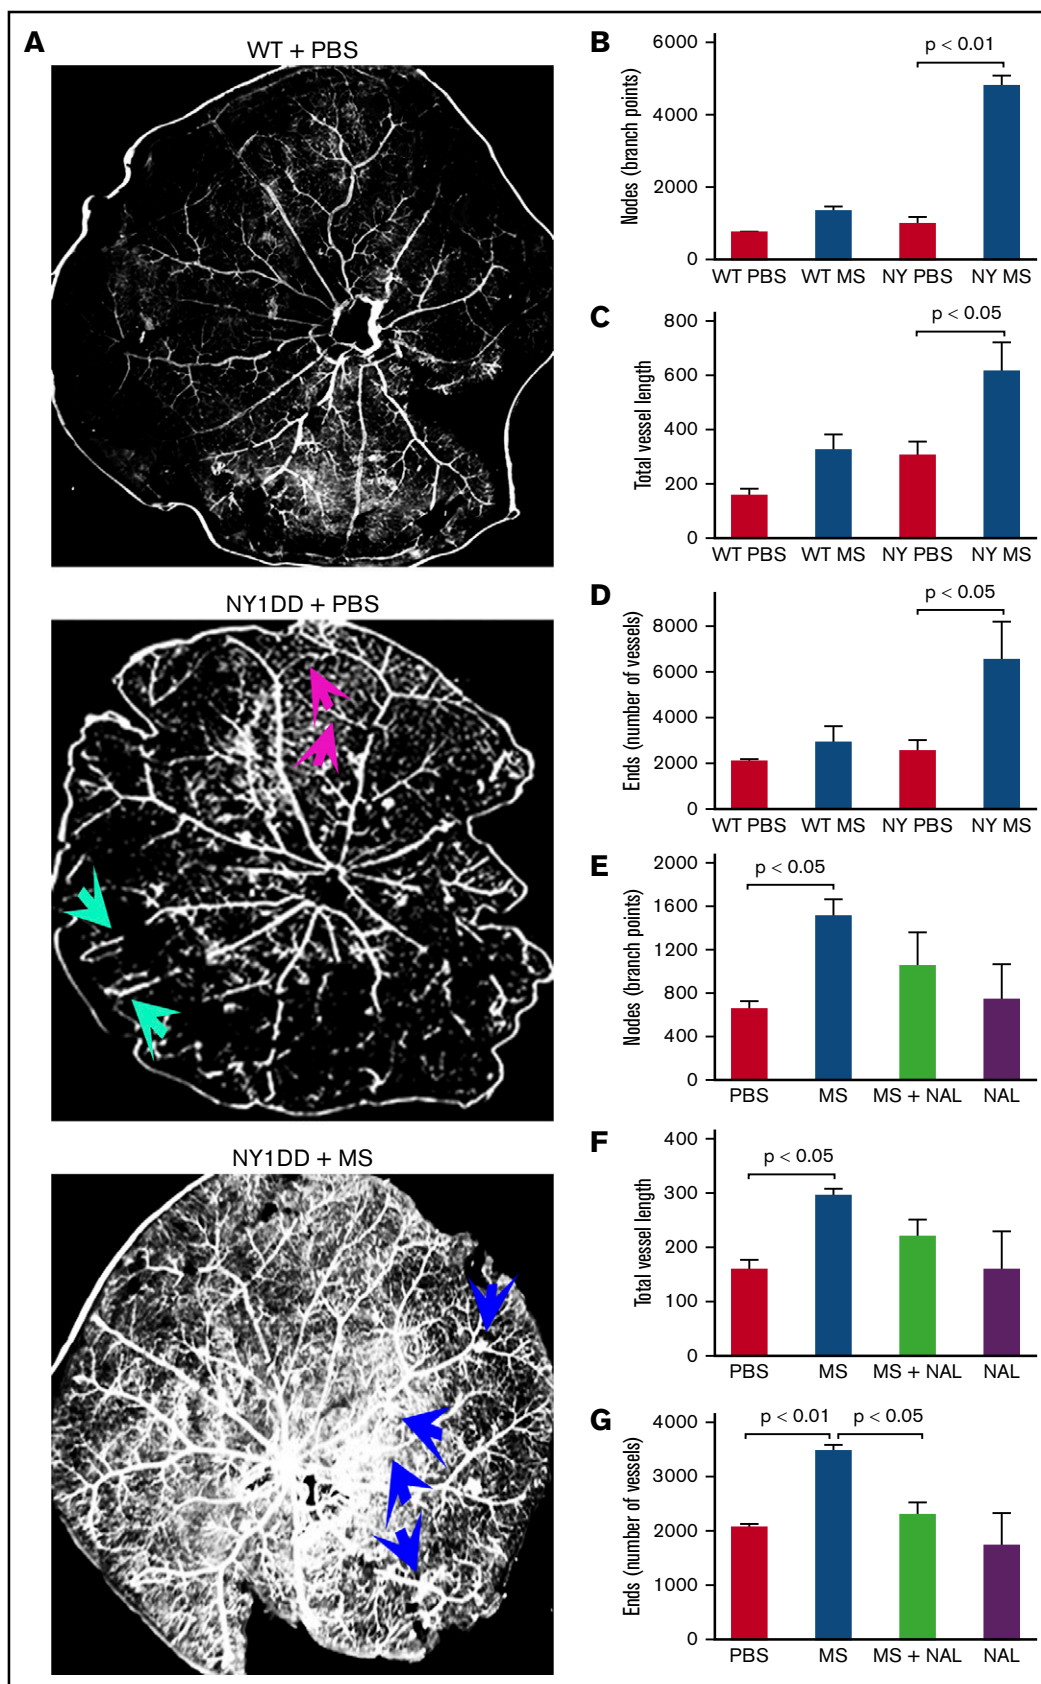 A
WT + PBS
NY1DD + PBS
NY1DD + MS
B
Nodes (branch points)
6000
4000
2000
0
p < 0.01
WT PBS WT MS NY PBS NY MS
C
Total vessel length
800
600
400
200
0
p < 0.05
WT PBS WT MS NY PBS NY MS
D
Ends (number of vessels)
8000
6000
4000
2000
0
p < 0.05
WT PBS WT MS NY PBS NY MS
E
Nodes (branch points)
2000
1600
1200
800
400
0
p < 0.05
PBS MS MS + NAL NAL
F
Total vessel length
400
300
200
100
0
p < 0.05
PBS MS MS + NAL NAL
G
Ends (number of vessels)
4000
3000
2000
1000
0
p < 0.01 p < 0.05
PBS MS MS + NAL NAL